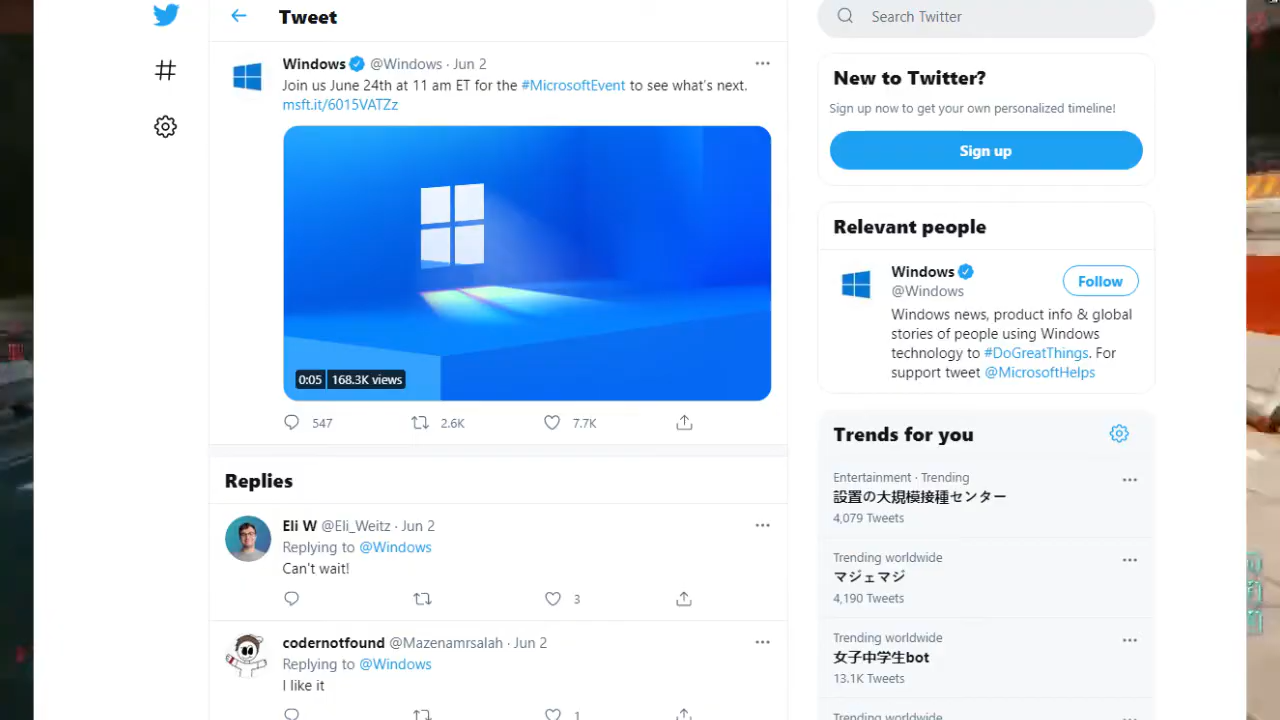 Tweet
Windows @Windows · Jun 2
Join us June 24th at 11 am ET for the #MicrosoftEvent to see what's next.
msft.it/6015VATZz
0:05 168.3K views
547 2.6K 7.7K
Replies
Eli W @Eli_Weitz · Jun 2
Replying to @Windows
Can't wait!
3
codernotfound @Mazenamrsalah · Jun 2
Replying to @Windows
I like it
1
Search Twitter
New to Twitter?
Sign up now to get your own personalized timeline!
Sign up
Relevant people
Windows
@Windows
Follow
Windows news, product info & global
stories of people using Windows
technology to #DoGreatThings. For
support tweet @MicrosoftHelps
Trends for you
Entertainment · Trending
設置の大規模接種センター
4,079 Tweets
Trending worldwide
マジェマジ
4,190 Tweets
Trending worldwide
女子中学生bot
13.1K Tweets
Trending worldwide